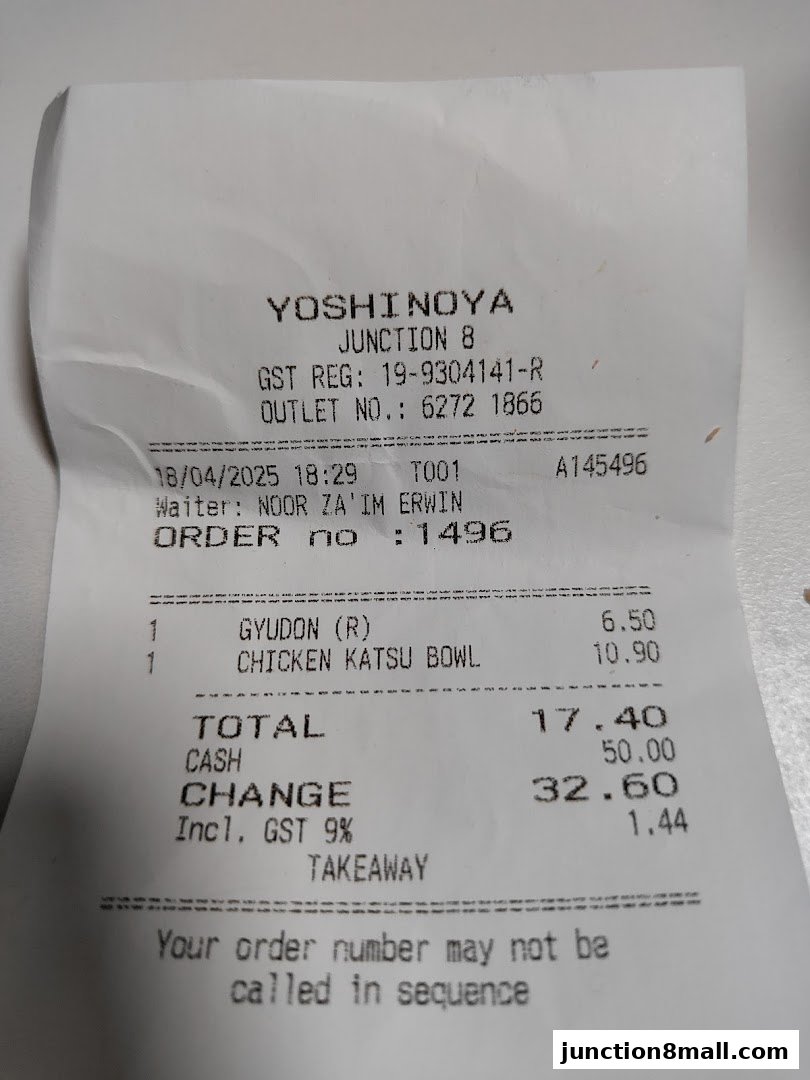 YOSHINOYA
JUNCTION 8
GST REG: 19-9304141-R
OUTLET NO.: 6272 1866
18/04/2025 18:29 T001 A145496
Waiter: NOOR ZA'IM ERWIN
ORDER no :1496
1 GYUDON (R) 6.50
1 CHICKEN KATSU BOWL 10.90
TOTAL 17.40
CASH 50.00
CHANGE 32.60
Incl. GST 9% 1.44
TAKEAWAY
Your order number may not be
called in sequence
junction8mall.com